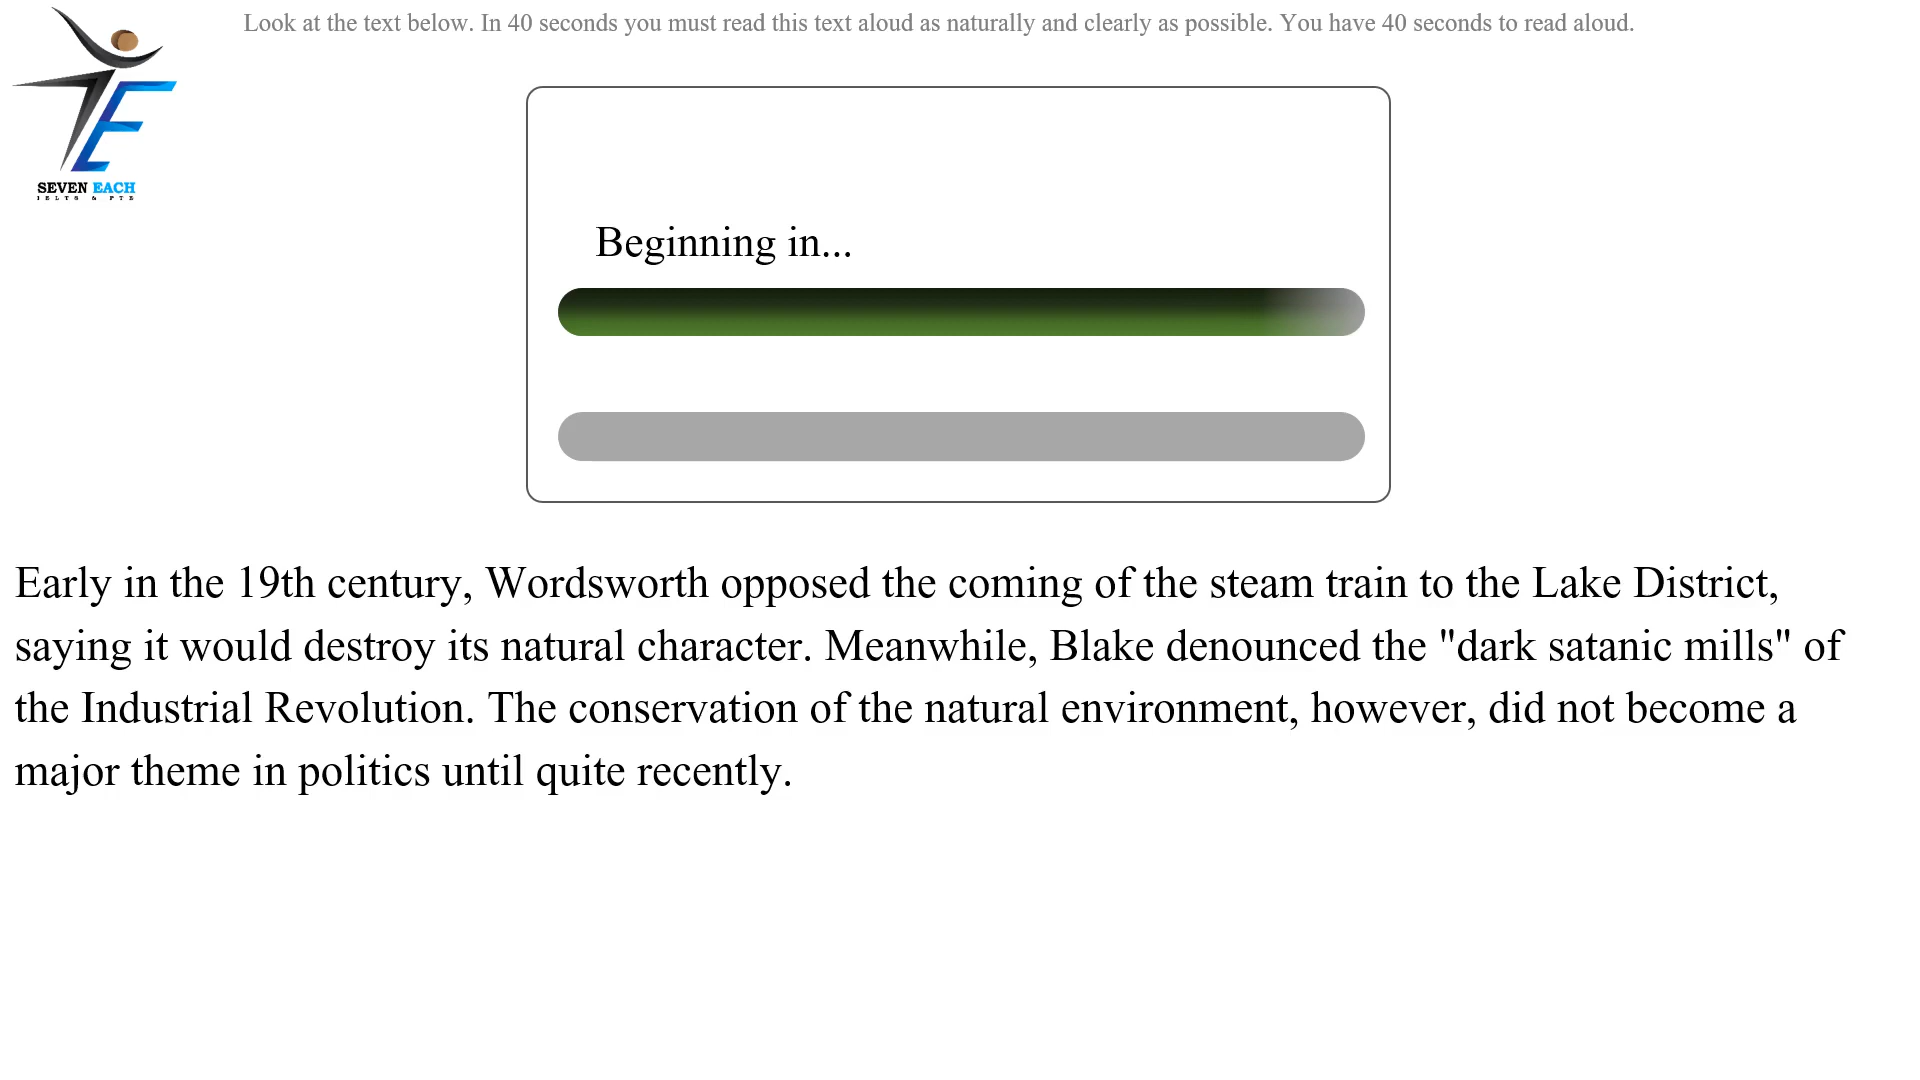 Look at the text below. In 40 seconds you must read this text aloud as naturally and clearly as possible. You have 40 seconds to read aloud.
SEVEN EACH
IELTS & PTE
Beginning in...
Early in the 19th century, Wordsworth opposed the coming of the steam train to the Lake District,
saying it would destroy its natural character. Meanwhile, Blake denounced the "dark satanic mills" of
the Industrial Revolution. The conservation of the natural environment, however, did not become a
major theme in politics until quite recently.